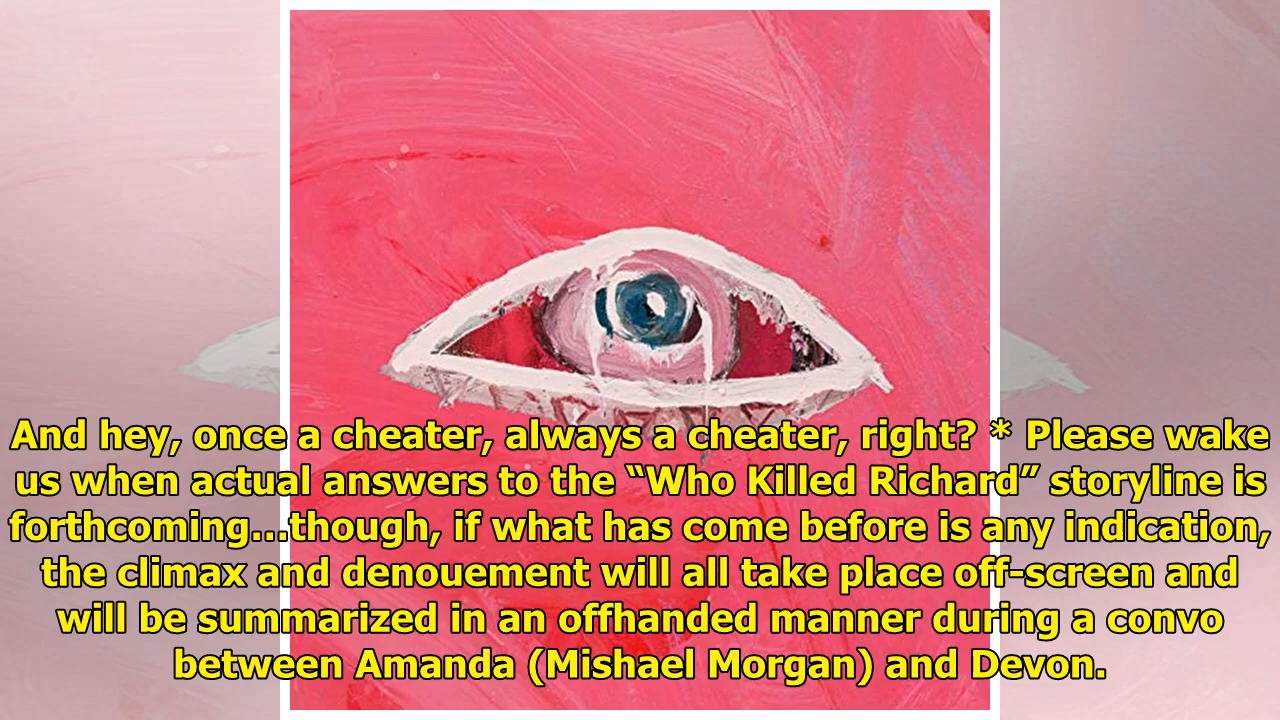 And hey, once a cheater, always a cheater, right? * Please wake
us when actual answers to the “Who Killed Richard” storyline is
forthcoming...though, if what has come before is any indication,
the climax and denouement will all take place off-screen and
will be summarized in an offhanded manner during a convo
between Amanda (Mishael Morgan) and Devon.